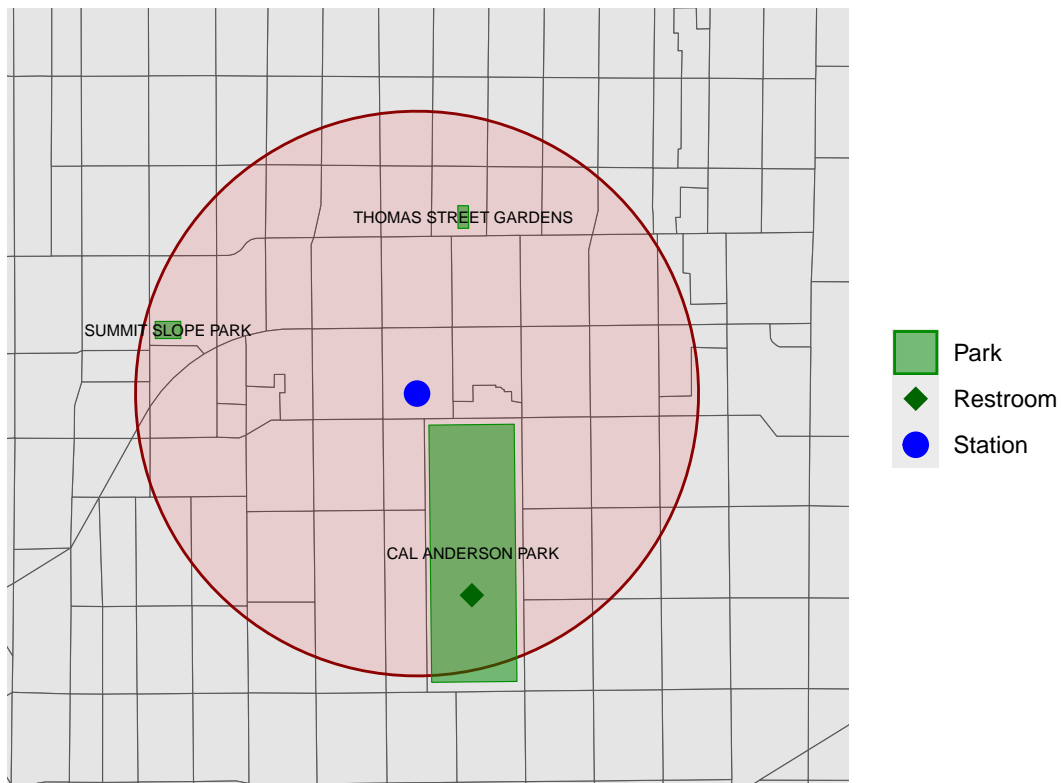 THOMAS STREET GARDENS
SUMMIT SLOPE PARK
CAL ANDERSON PARK
Park
Restroom
Station